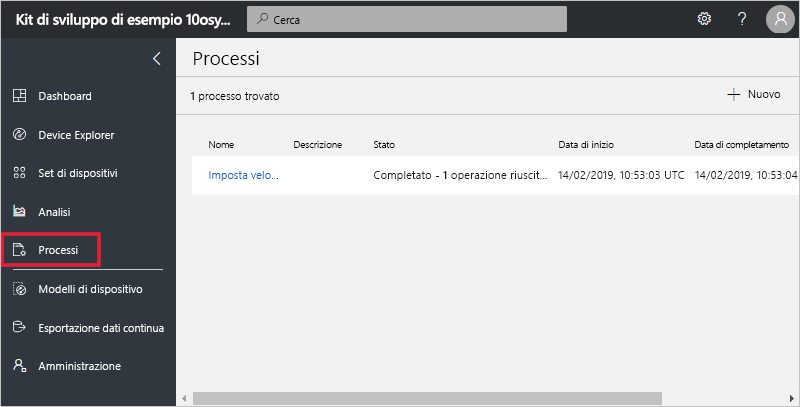 Kit di sviluppo di esempio 10osy...
Cerca
?
Dashboard
Device Explorer
Set di dispositivi
Analisi
Processi
Modelli di dispositivo
Esportazione dati continua
Amministrazione
Processi
1 processo trovato
Nuovo
Nome Descrizione Stato Data di inizio Data di completamento
Imposta velo... Completato - 1 operazione riuscit... 14/02/2019, 10:53:03 UTC 14/02/2019, 10:53:04